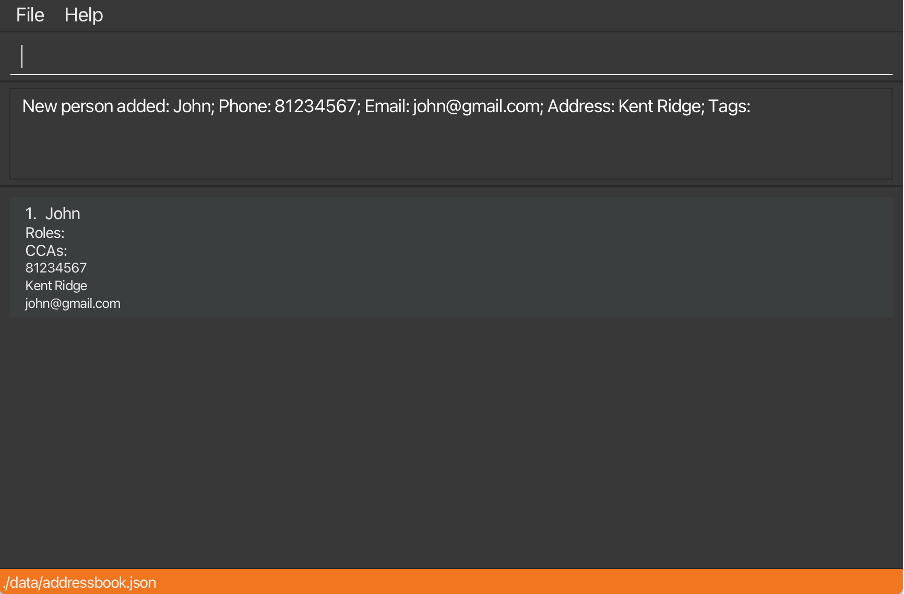 File Help
New person added: John; Phone: 81234567; Email: john@gmail.com; Address: Kent Ridge; Tags:
1. John
Roles:
CCAs:
81234567
Kent Ridge
john@gmail.com
./data/addressbook.json